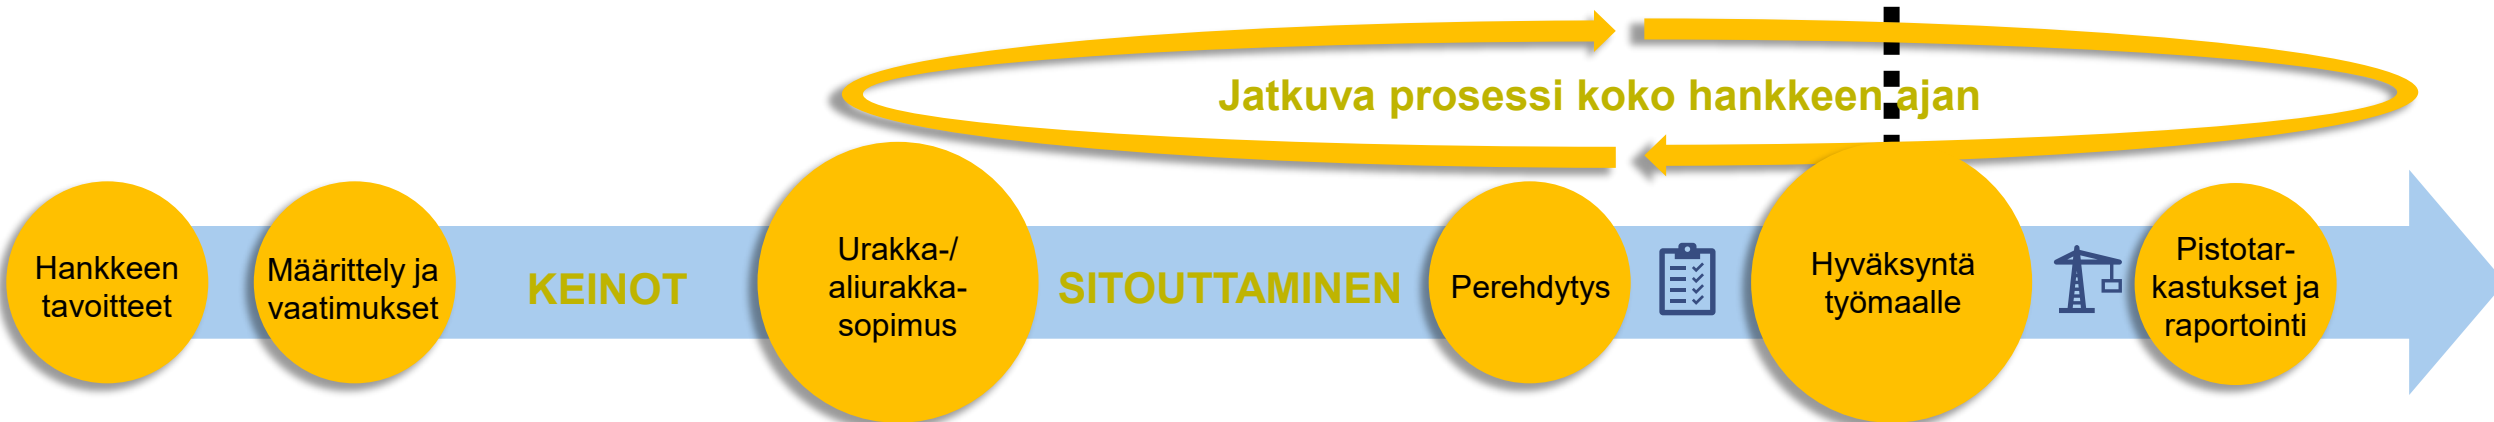 Jatkuva prosessi koko hankkeen ajan
Hankkeen
tavoitteet
Määrittely ja
vaatimukset
KEINOT
Urakka-/
aliurakka-
sopimus
SITOUTTAMINEN
Perehdytys
Hyväksyntä
työmaalle
Pistotar-
kastukset ja
raportointi